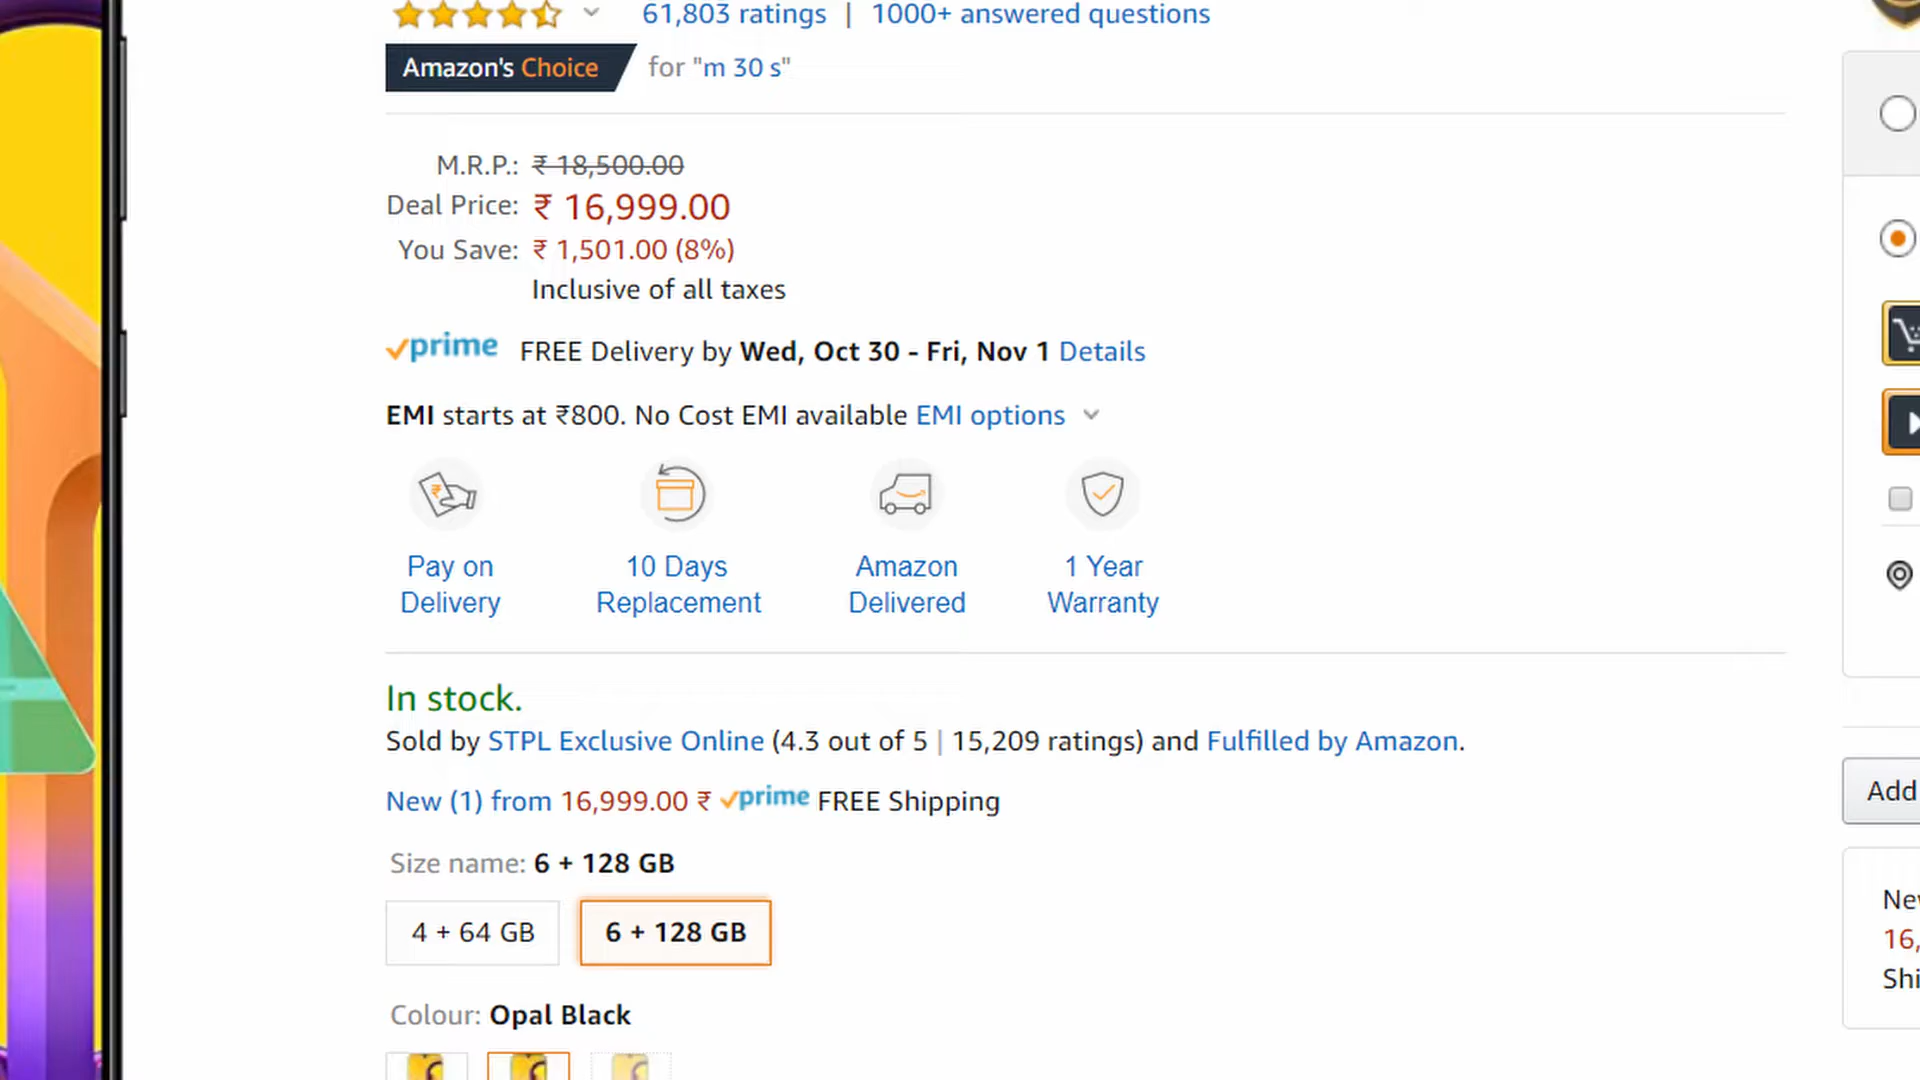 61,803 ratings | 1000+ answered questions
Amazon's Choice for "m 30 s"
M.R.P.: ₹ 18,500.00
Deal Price: ₹ 16,999.00
You Save: ₹ 1,501.00 (8%)
Inclusive of all taxes
prime FREE Delivery by Wed, Oct 30 - Fri, Nov 1 Details
EMI starts at ₹800. No Cost EMI available EMI options
Pay on Delivery
10 Days Replacement
Amazon Delivered
1 Year Warranty
In stock.
Sold by STPL Exclusive Online (4.3 out of 5 | 15,209 ratings) and Fulfilled by Amazon.
New (1) from 16,999.00 ₹ prime FREE Shipping
Size name: 6 + 128 GB
4 + 64 GB
6 + 128 GB
Colour: Opal Black
Add
16,